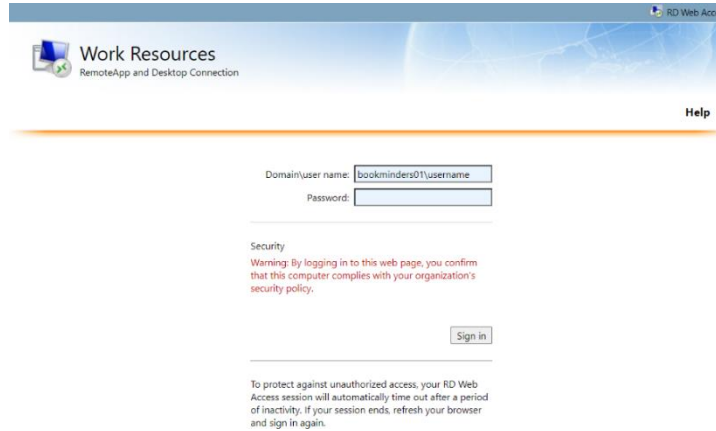 RD Web Acc
Work Resources
RemoteApp and Desktop Connection
Help
Domain\user name: bookminders01\username
Password:
Security
Warning: By logging in to this web page, you confirm
that this computer complies with your organization's
security policy.
Sign in
To protect against unauthorized access, your RD Web
Access session will automatically time out after a period
of inactivity. If your session ends, refresh your browser
and sign in again.